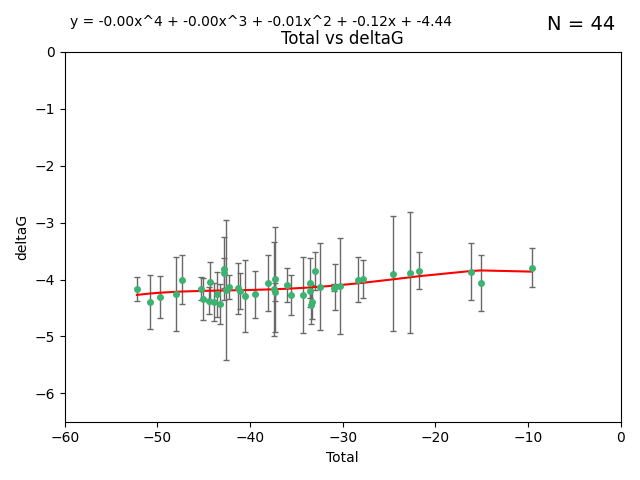 y = -0.00x^4 + -0.00x^3 + -0.01x^2 + -0.12x + -4.44
N = 44
Total vs deltaG
0
−1
−2
−3
−4
−5
−6
deltaG
−60 −50 −40 −30 −20 −10 0
Total